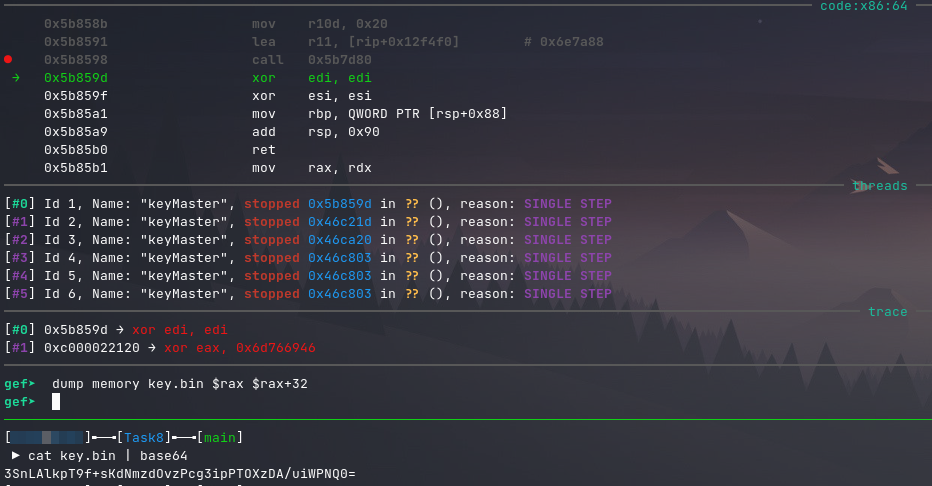 code:x86:64
0x5b858b mov r10d, 0x20
0x5b8591 lea r11, [rip+0x12f4f0] # 0x6e7a88
0x5b8598 call 0x5b7d80
→ 0x5b859d xor edi, edi
0x5b859f xor esi, esi
0x5b85a1 mov rbp, QWORD PTR [rsp+0x88]
0x5b85a9 add rsp, 0x90
0x5b85b0 ret
0x5b85b1 mov rax, rdx
threads
[#0] Id 1, Name: "keyMaster", stopped 0x5b859d in ?? (), reason: SINGLE STEP
[#1] Id 2, Name: "keyMaster", stopped 0x46c21d in ?? (), reason: SINGLE STEP
[#2] Id 3, Name: "keyMaster", stopped 0x46ca20 in ?? (), reason: SINGLE STEP
[#3] Id 4, Name: "keyMaster", stopped 0x46c803 in ?? (), reason: SINGLE STEP
[#4] Id 5, Name: "keyMaster", stopped 0x46c803 in ?? (), reason: SINGLE STEP
[#5] Id 6, Name: "keyMaster", stopped 0x46c803 in ?? (), reason: SINGLE STEP
trace
[#0] 0x5b859d → xor edi, edi
[#1] 0xc000022120 → xor eax, 0x6d766946
gef➤ dump memory key.bin $rax $rax+32
gef➤
[Task8] [main]
► cat key.bin | base64
3SnLAlkpT9f+sKdNmzdOvzPcg3ipPTOXzDA/uiWPNQ0=